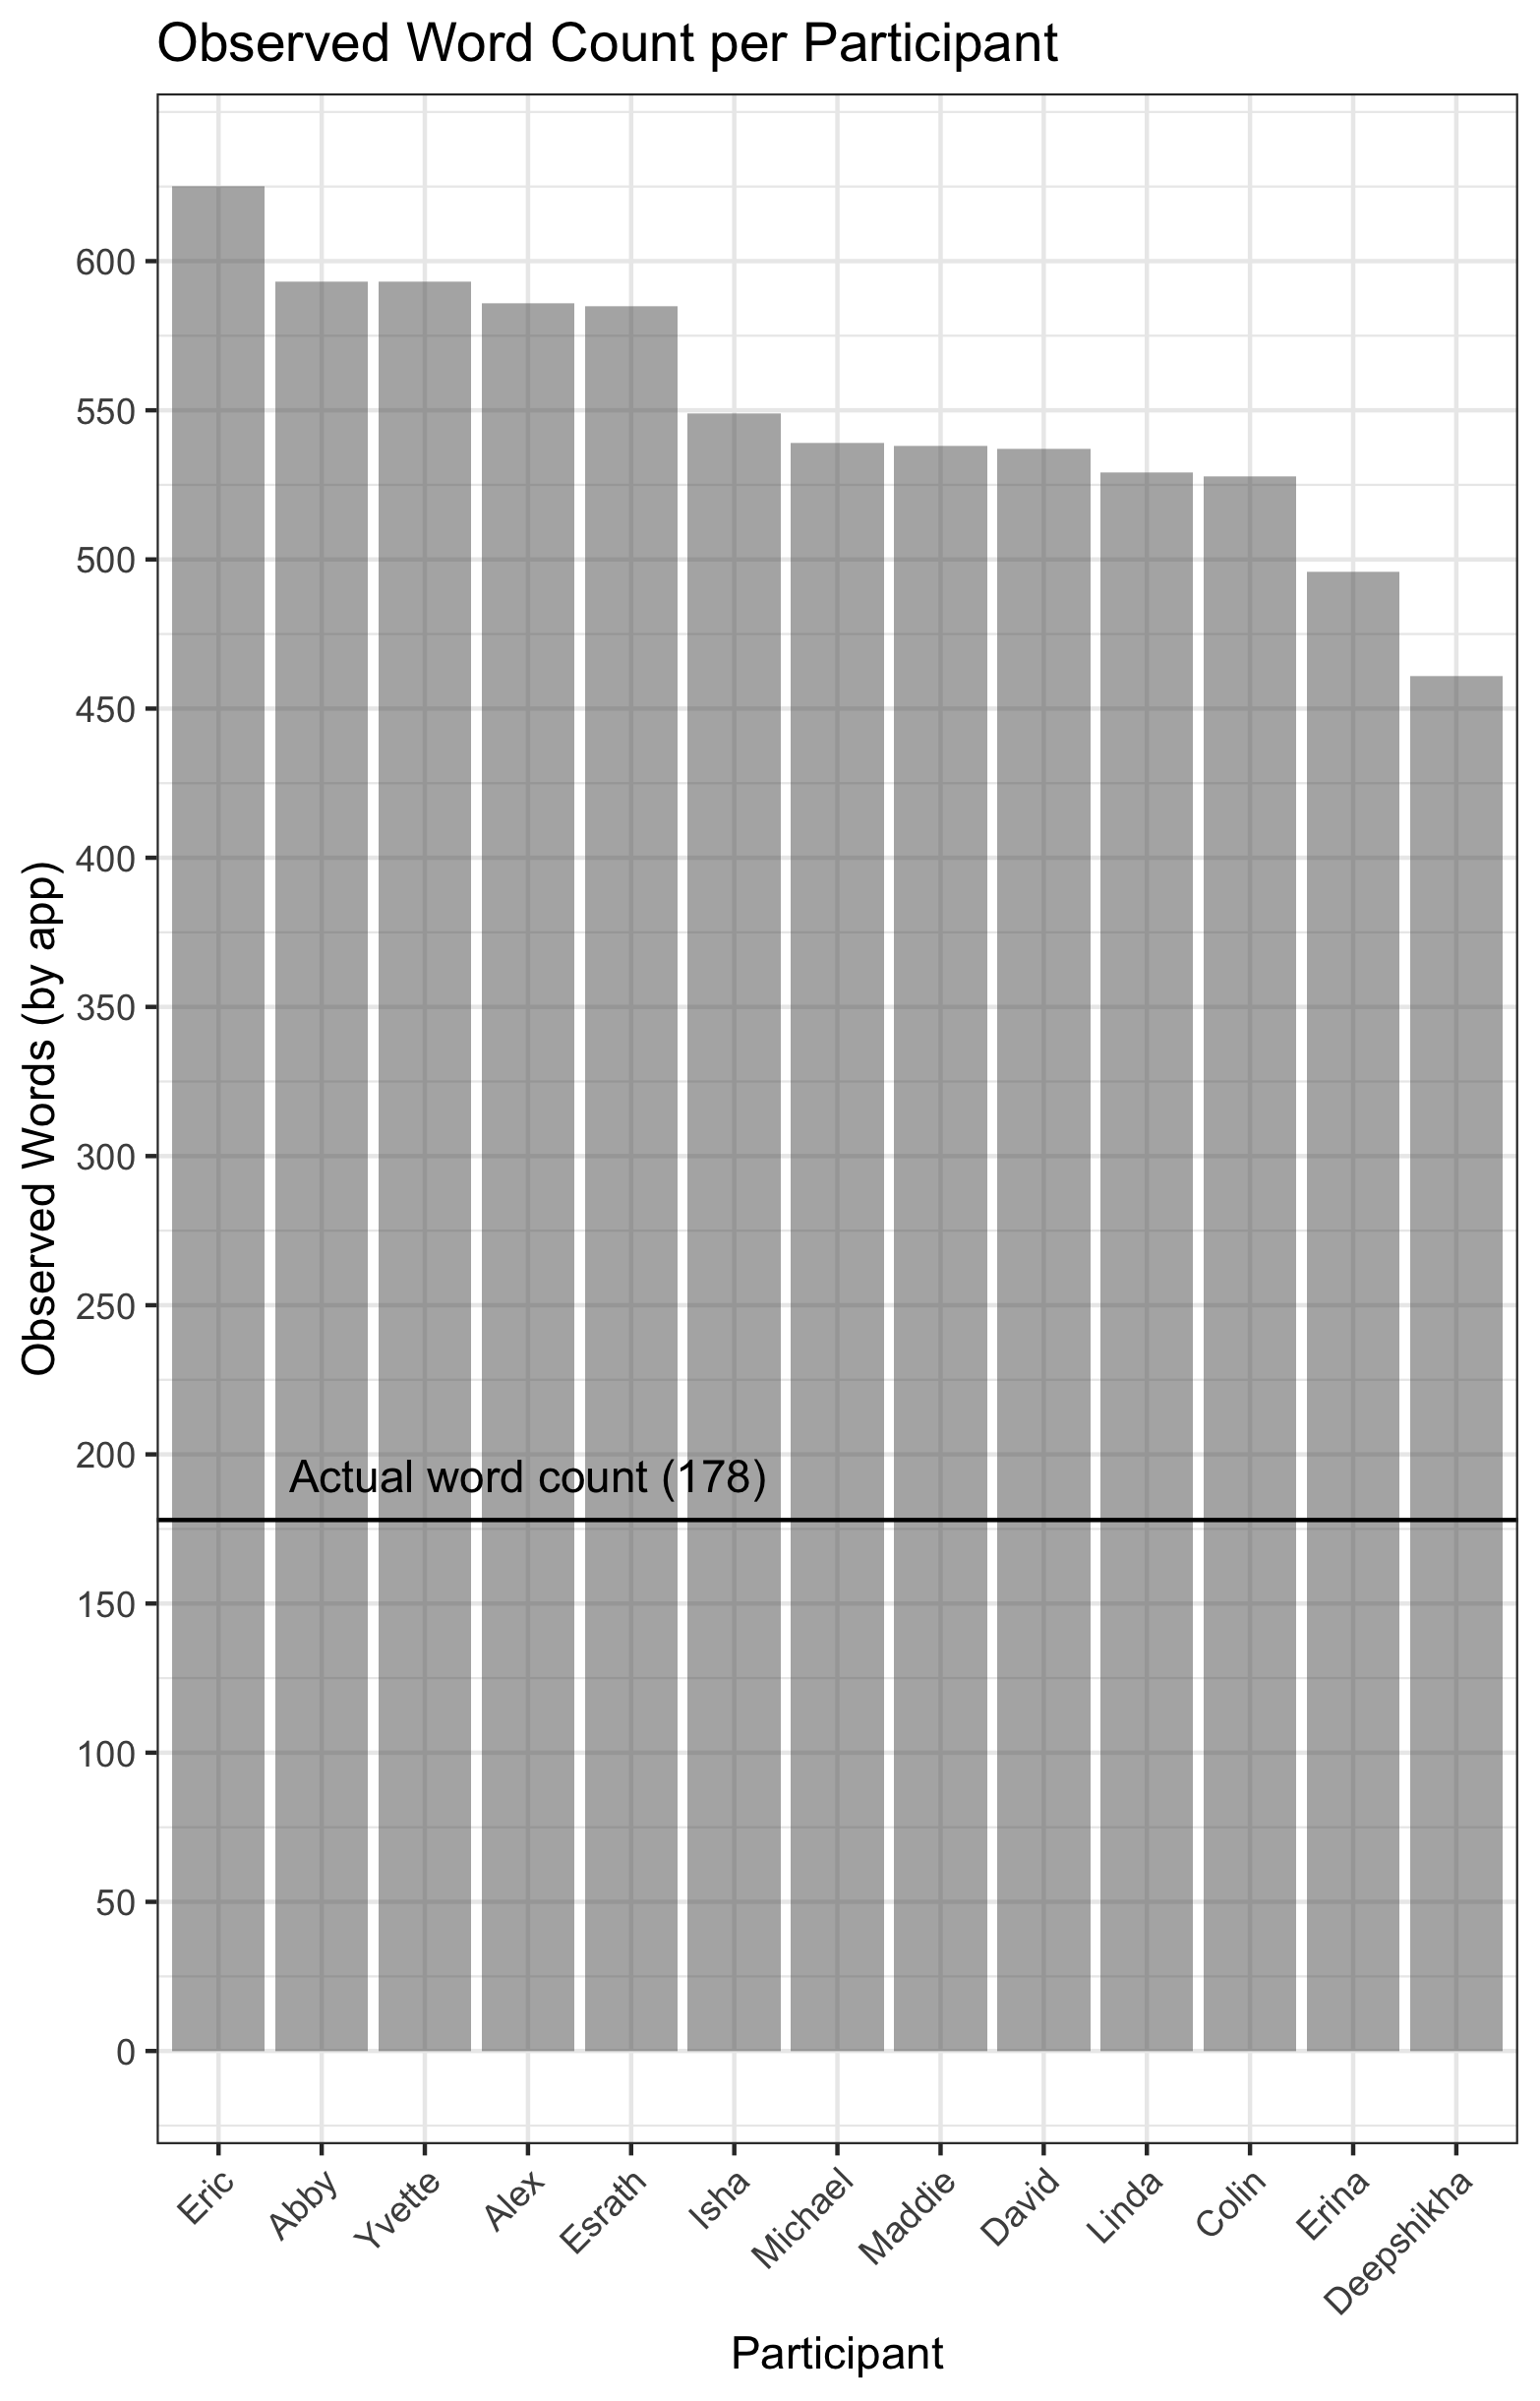 Observed Word Count per Participant
Observed Words (by app)
600
550
500
450
400
350
300
250
200
150
100
50
0
Actual word count (178)
Eric
Abby
Yvette
Alex
Esrath
Isha
Michael
Maddie
David
Linda
Colin
Erina
Deepshikha
Participant